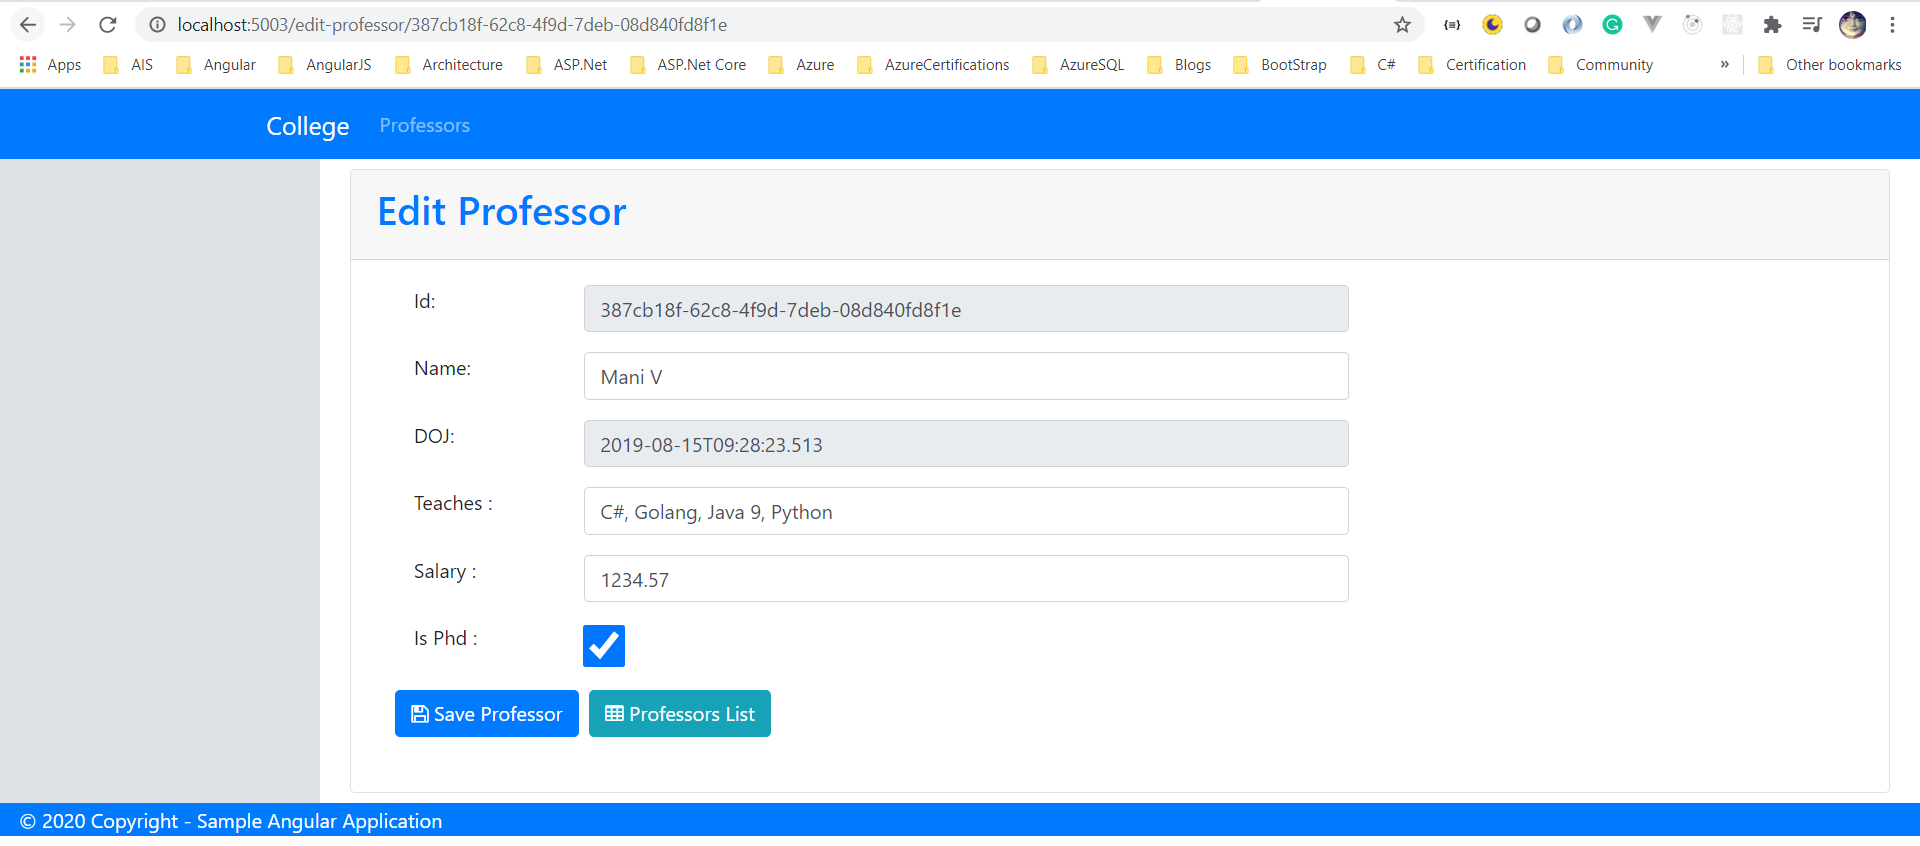 localhost:5003/edit-professor/387cb18f-62c8-4f9d-7deb-08d840fd8f1e
Apps AIS Angular AngularJS Architecture ASP.Net ASP.Net Core Azure AzureCertifications AzureSQL Blogs BootStrap C# Certification Community » Other bookmarks
College Professors
Edit Professor
Id: 387cb18f-62c8-4f9d-7deb-08d840fd8f1e
Name: Mani V
DOJ: 2019-08-15T09:28:23.513
Teaches : C#, Golang, Java 9, Python
Salary : 1234.57
Is Phd :
Save Professor Professors List
© 2020 Copyright - Sample Angular Application